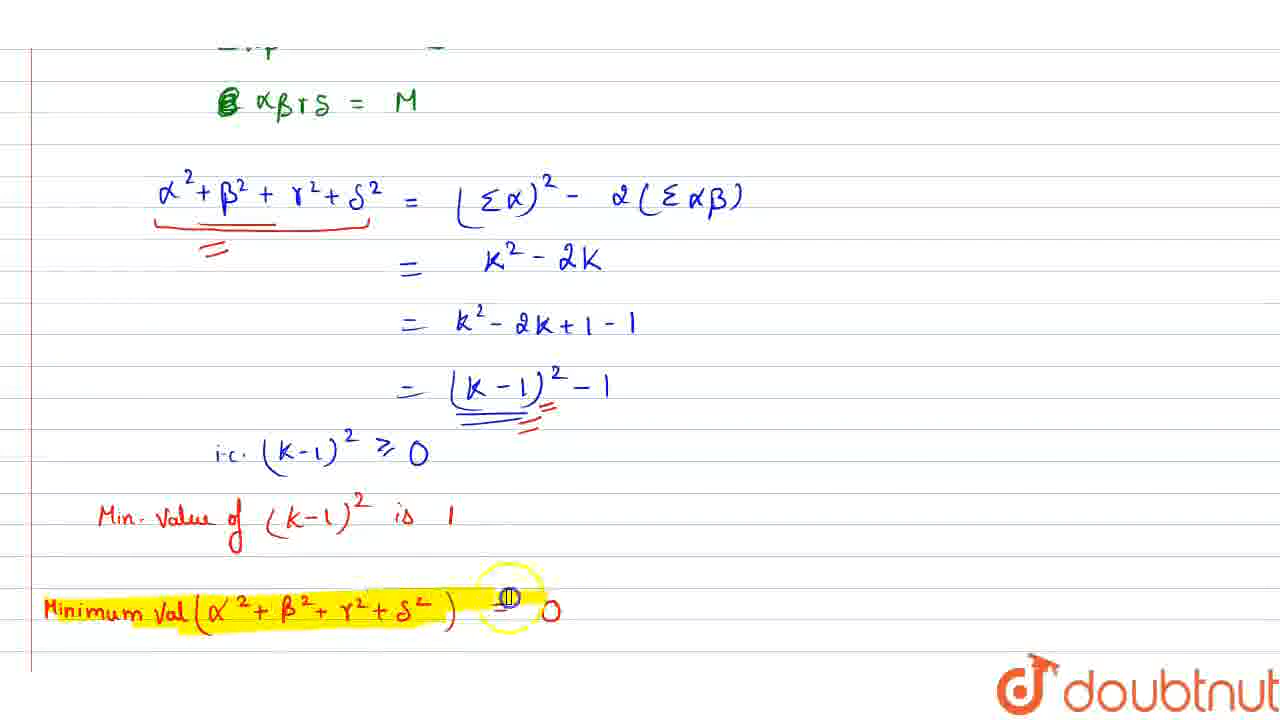 αβγδ = M
α² + β² + γ² + δ² = (Σα)² - 2(Σαβ)
= k² - 2k
= k² - 2k + 1 - 1
= (k - 1)² - 1
i.e. (k-1)² ≥ 0
Min. Value of (k-1)² is 1
Minimum Val (α² + β² + γ² + δ²) = 0
doubtnut